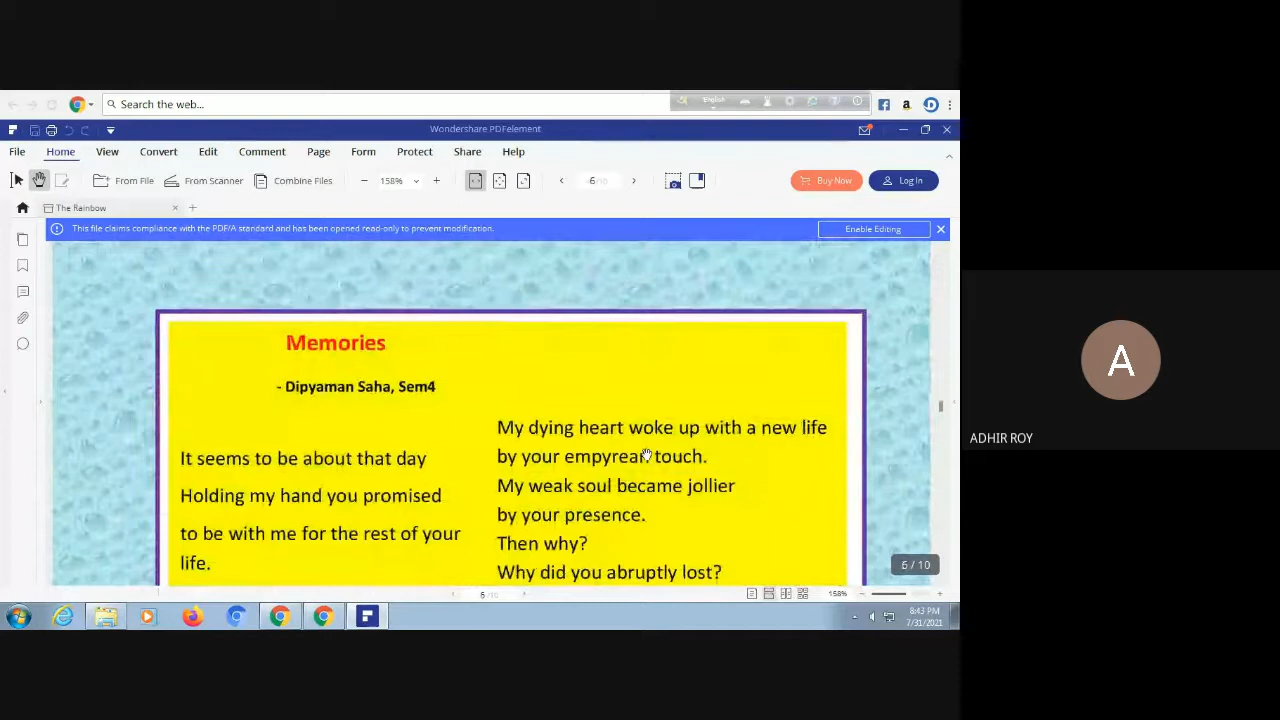 Search the web...
English
Wondershare PDFelement
File
Home
View
Convert
Edit
Comment
Page
Form
Protect
Share
Help
From File
From Scanner
Combine Files
158%
Buy Now
Log In
The Rainbow
This file claims compliance with the PDF/A standard and has been opened read-only to prevent modification.
Enable Editing
Memories
- Dipyaman Saha, Sem4
It seems to be about that day
Holding my hand you promised
to be with me for the rest of your
life.
My dying heart woke up with a new life
by your empyrean touch.
My weak soul became jollier
by your presence.
Then why?
Why did you abruptly lost?
158%
8:43 PM
7/31/2021
A
ADHIR ROY